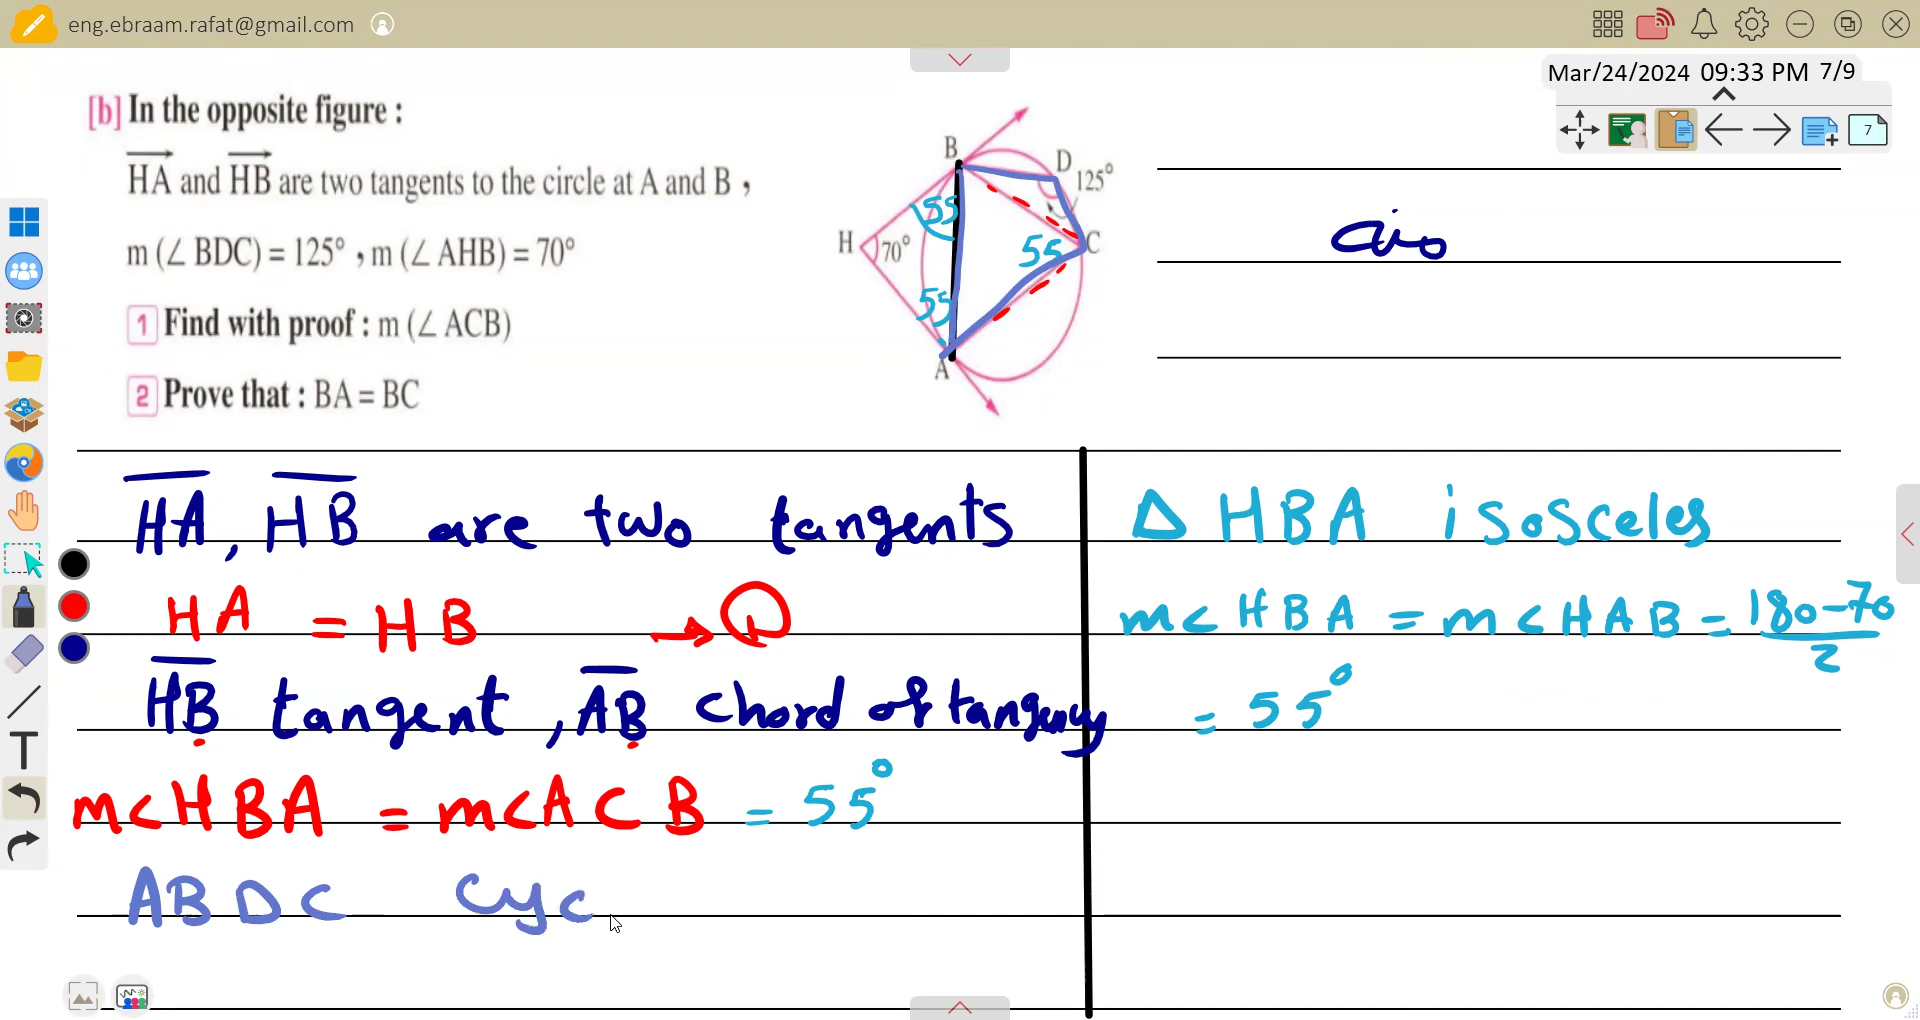 eng.ebraam.rafat@gmail.com
Mar/24/2024 09:33 PM 7/9
7
[b] In the opposite figure :
HA and HB are two tangents to the circle at A and B ,
m (∠ BDC) = 125° , m (∠ AHB) = 70°
1 Find with proof : m (∠ ACB)
2 Prove that : BA = BC
B
D
125°
55
H
70°
55
C
55
A
HA, HB are two tangents
HA = HB → 1
HB tangent, AB chord of tangency
m<HBA = m<ACB = 55°
ABDC cyc
Δ HBA isosceles
m<HBA = m<HAB = 180-70
2
= 55°
T